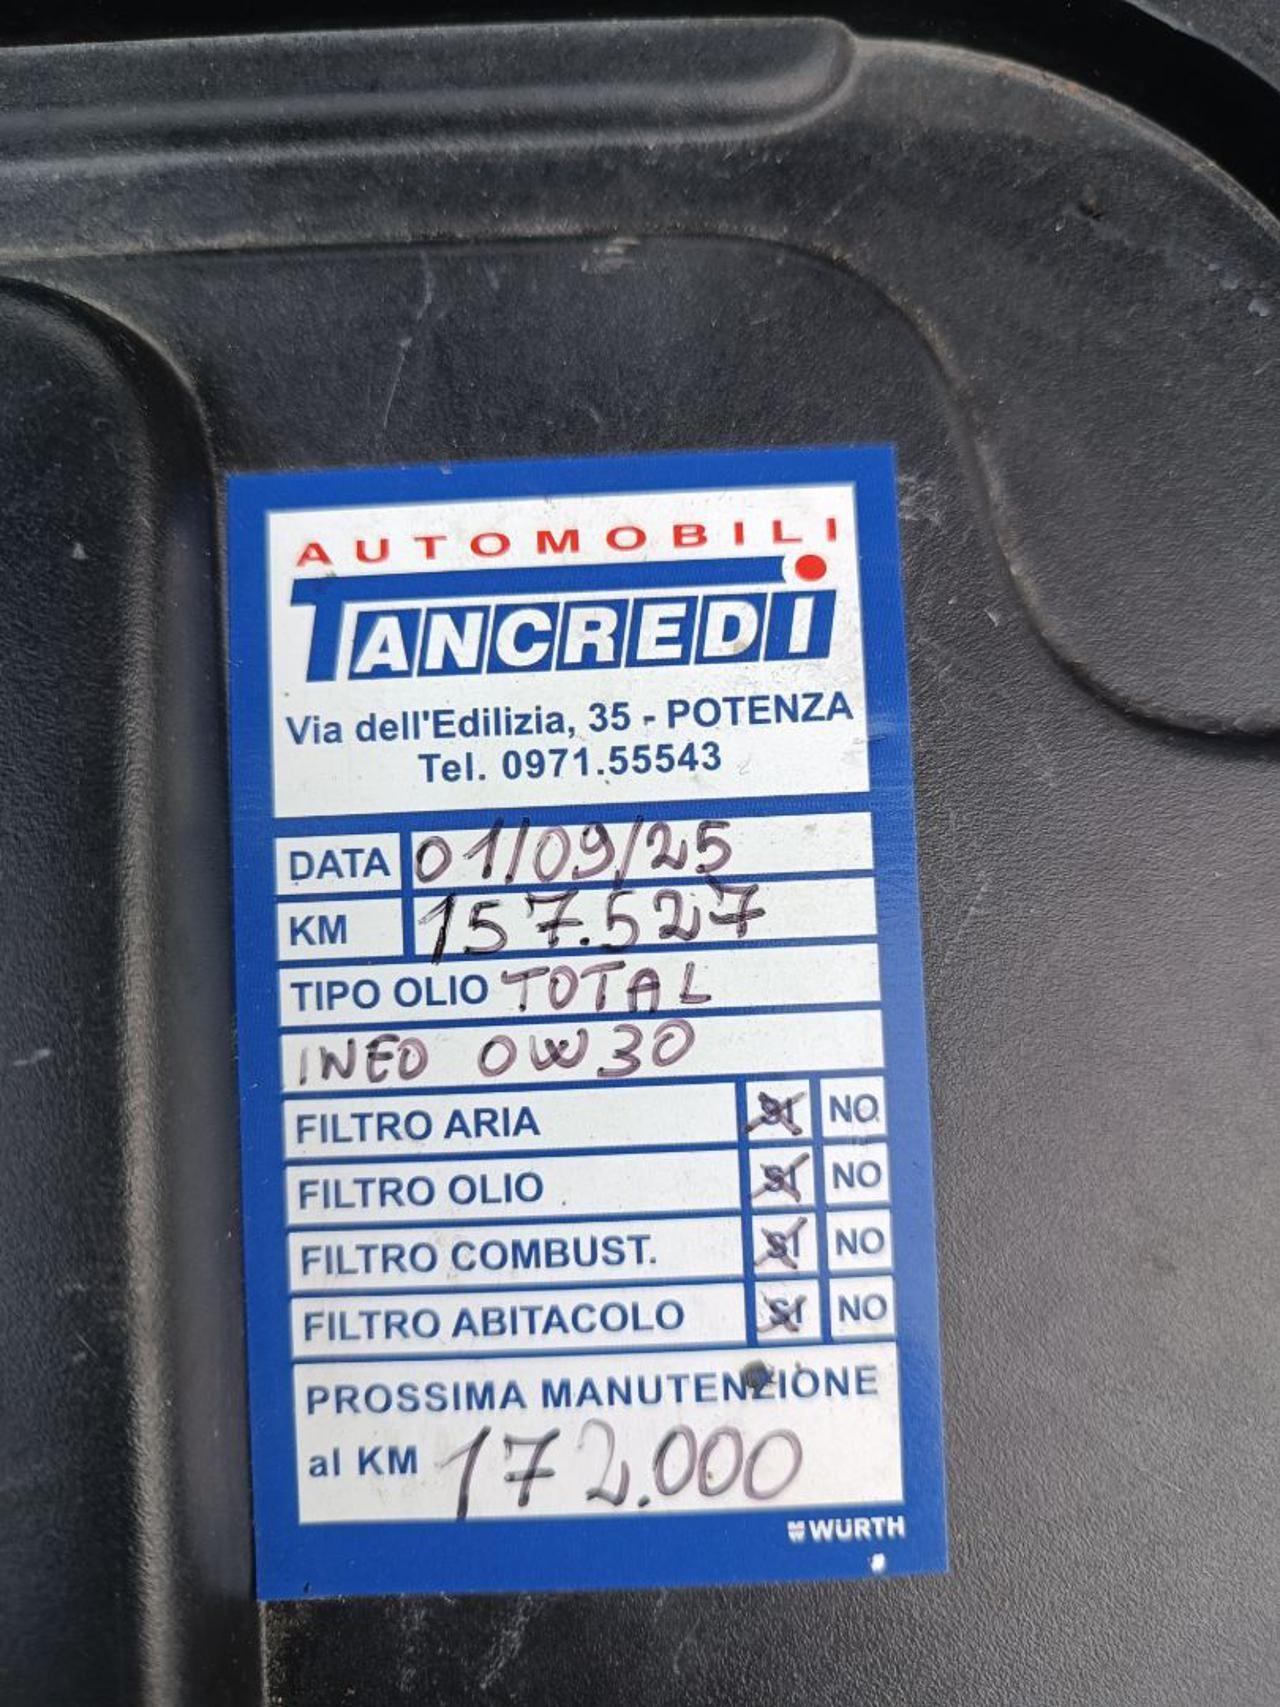 AUTOMOBILI
TANCREDI
Via dell'Edilizia, 35 - POTENZA
Tel. 0971.55543
DATA 01/09/25
KM 157.527
TIPO OLIO TOTAL
INEO 0W30
FILTRO ARIA SI NO
FILTRO OLIO SI NO
FILTRO COMBUST. SI NO
FILTRO ABITACOLO SI NO
PROSSIMA MANUTENZIONE
al KM 172.000
WURTH